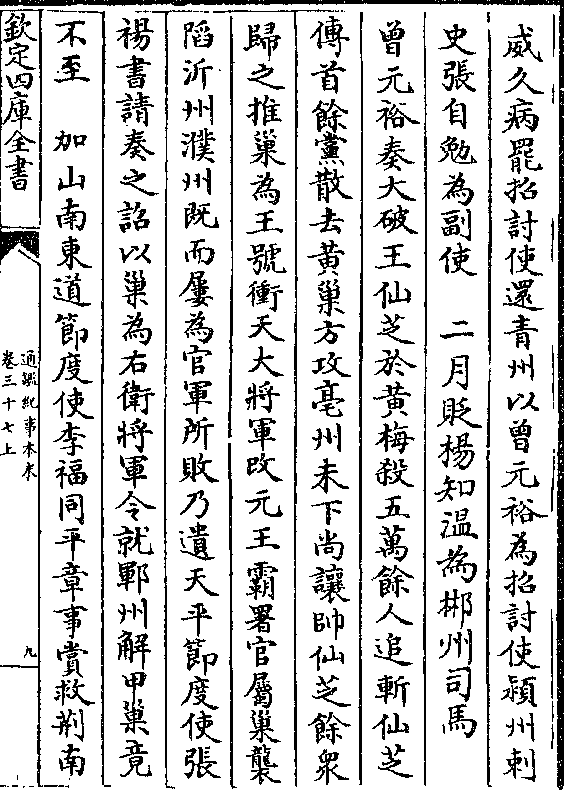 威久病罷招討使還青州以曾元裕為招討使潁州刺
史張自勉為副使　二月貶楊知溫為郴州司馬
曾元裕奏大破王仙芝於黃梅殺五萬餘人追斬仙芝
傳首餘黨散去黃巢方攻亳州未下尚讓帥仙芝餘眾
歸之推巢為王號衝天大將軍改元王霸署官屬巢襲
陷沂州濮州既而屢為官軍所敗乃遺天平節度使張
裼書請奏之詔以巢為右衛將軍令就鄆州解甲巢竟
不至　加山南東道節度使李福同平章事賞救荊南
欽定四庫全書
通鑑紀事本末
卷三十七上
九